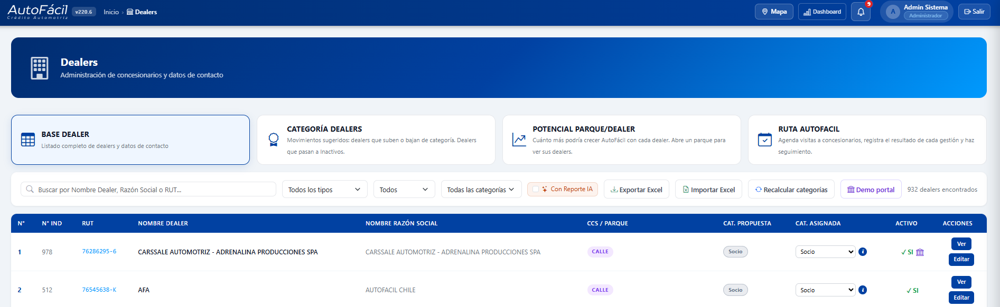 AutoFácil
Crédito Automotriz
v220.6
Inicio › Dealers
Mapa
Dashboard
9
A
Admin Sistema
Administrador
Salir
Dealers
Administración de concesionarios y datos de contacto
BASE DEALER
Listado completo de dealers y datos de contacto
CATEGORÍA DEALERS
Movimientos sugeridos: dealers que suben o bajan de categoría. Dealers
que pasan a Inactivos.
POTENCIAL PARQUE/DEALER
Cuánto más podría crecer AutoFácil con cada dealer. Abre un parque para
ver sus dealers.
RUTA AUTOFACIL
Agenda visitas a concesionarios, registra el resultado de cada gestión y haz
seguimiento.
Buscar por Nombre Dealer, Razón Social o RUT...
Todos los tipos
Todos
Todas las categorías
Con Reporte IA
Exportar Excel
Importar Excel
Recalcular categorías
Demo portal
932 dealers encontrados
N° N° IND RUT NOMBRE DEALER NOMBRE RAZÓN SOCIAL CCS / PARQUE CAT. PROPUESTA CAT. ASIGNADA ACTIVO ACCIONES
1 978 76286295-6 CARSSALE AUTOMOTRIZ - ADRENALINA PRODUCCIONES SPA CARSSALE AUTOMOTRIZ - ADRENALINA PRODUCCIONES SPA CALLE Socio Socio i ✓ SI Ver
Editar
2 512 76545638-K AFA AUTOFACIL CHILE CALLE Socio Socio i ✓ SI Ver
Editar